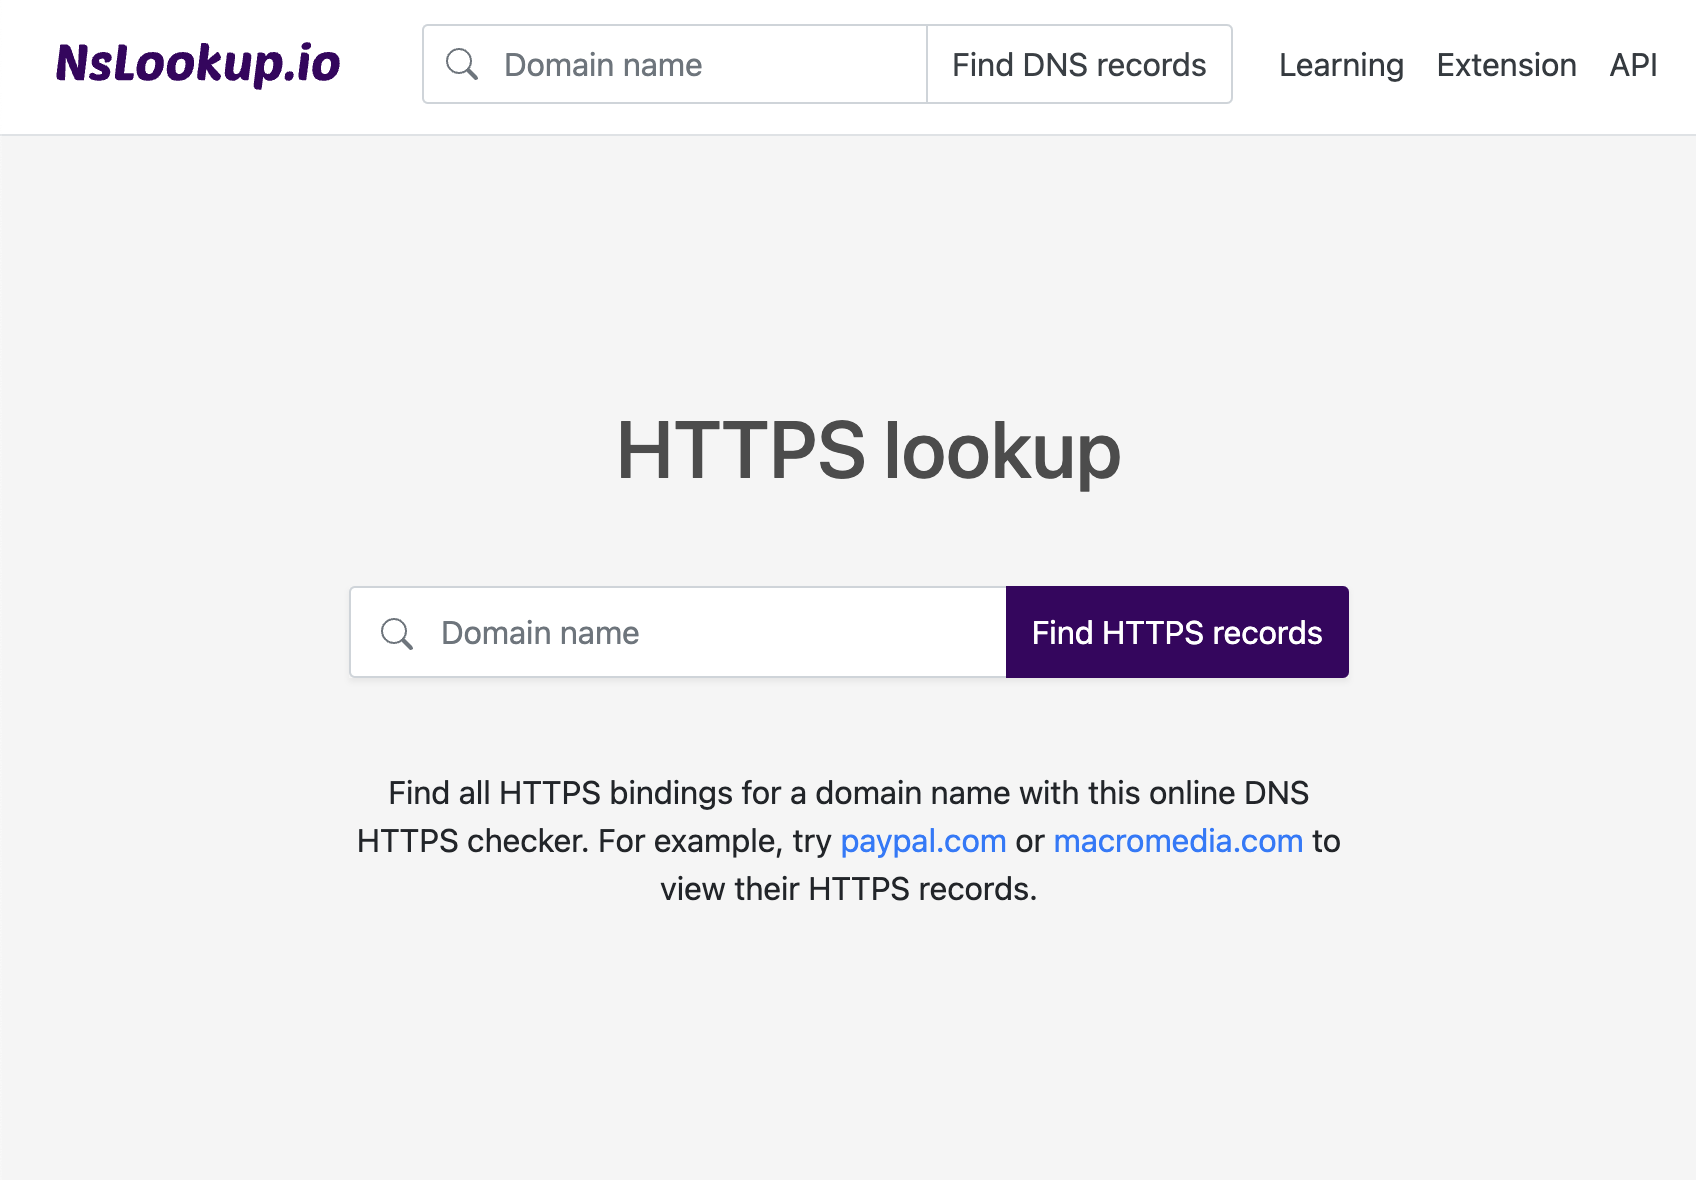 NsLookup.io
Domain name
Find DNS records
Learning
Extension
API
HTTPS lookup
Domain name
Find HTTPS records
Find all HTTPS bindings for a domain name with this online DNS
HTTPS checker. For example, try paypal.com or macromedia.com to
view their HTTPS records.